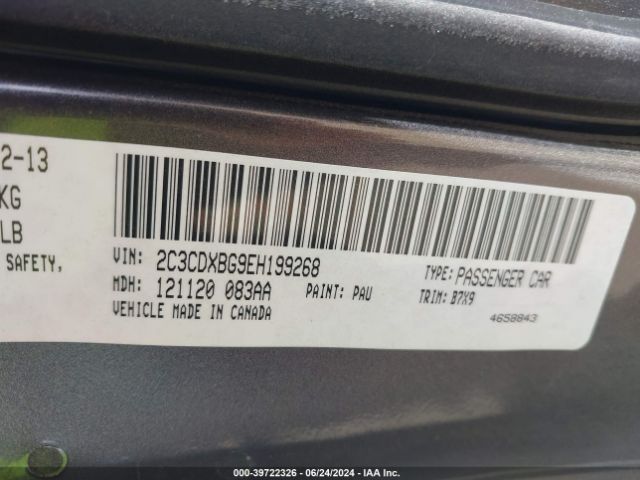 2-13
KG
LB
SAFETY,
VIN: 2C3CDXBG9EH199268
TYPE: PASSENGER CAR
MDH: 121120 083AA
PAINT: PAU
TRIM: B7X9
VEHICLE MADE IN CANADA
4658843
000-39722326 - 06/24/2024 - IAA Inc.